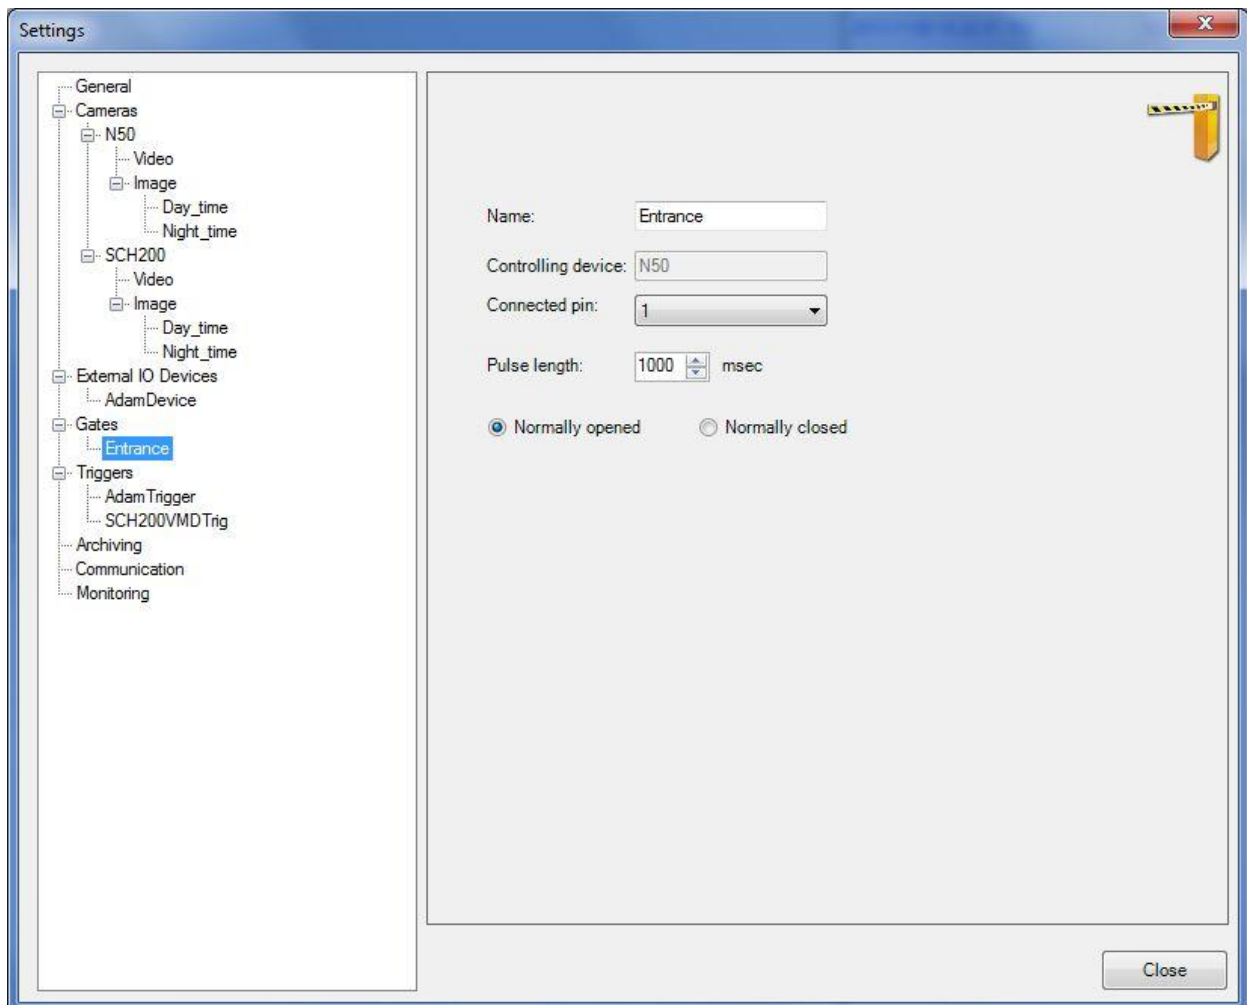 Settings
General
Cameras
N50
Video
Image
Day_time
Night_time
SCH200
Video
Image
Day_time
Night_time
External IO Devices
AdamDevice
Gates
Entrance
Triggers
AdamTrigger
SCH200VMDTrig
Archiving
Communication
Monitoring
Name: Entrance
Controlling device: N50
Connected pin: 1
Pulse length: 1000 msec
Normally opened Normally closed
Close